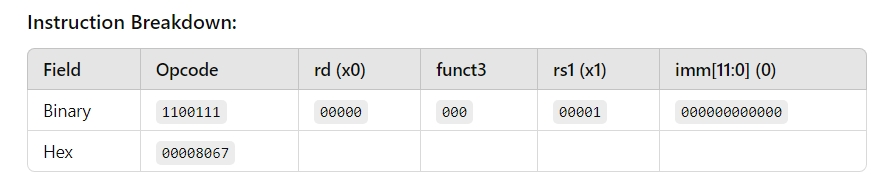 Instruction Breakdown:
Field Opcode rd (x0) funct3 rs1 (x1) imm[11:0] (0)
Binary 1100111 00000 000 00001 000000000000
Hex 00008067